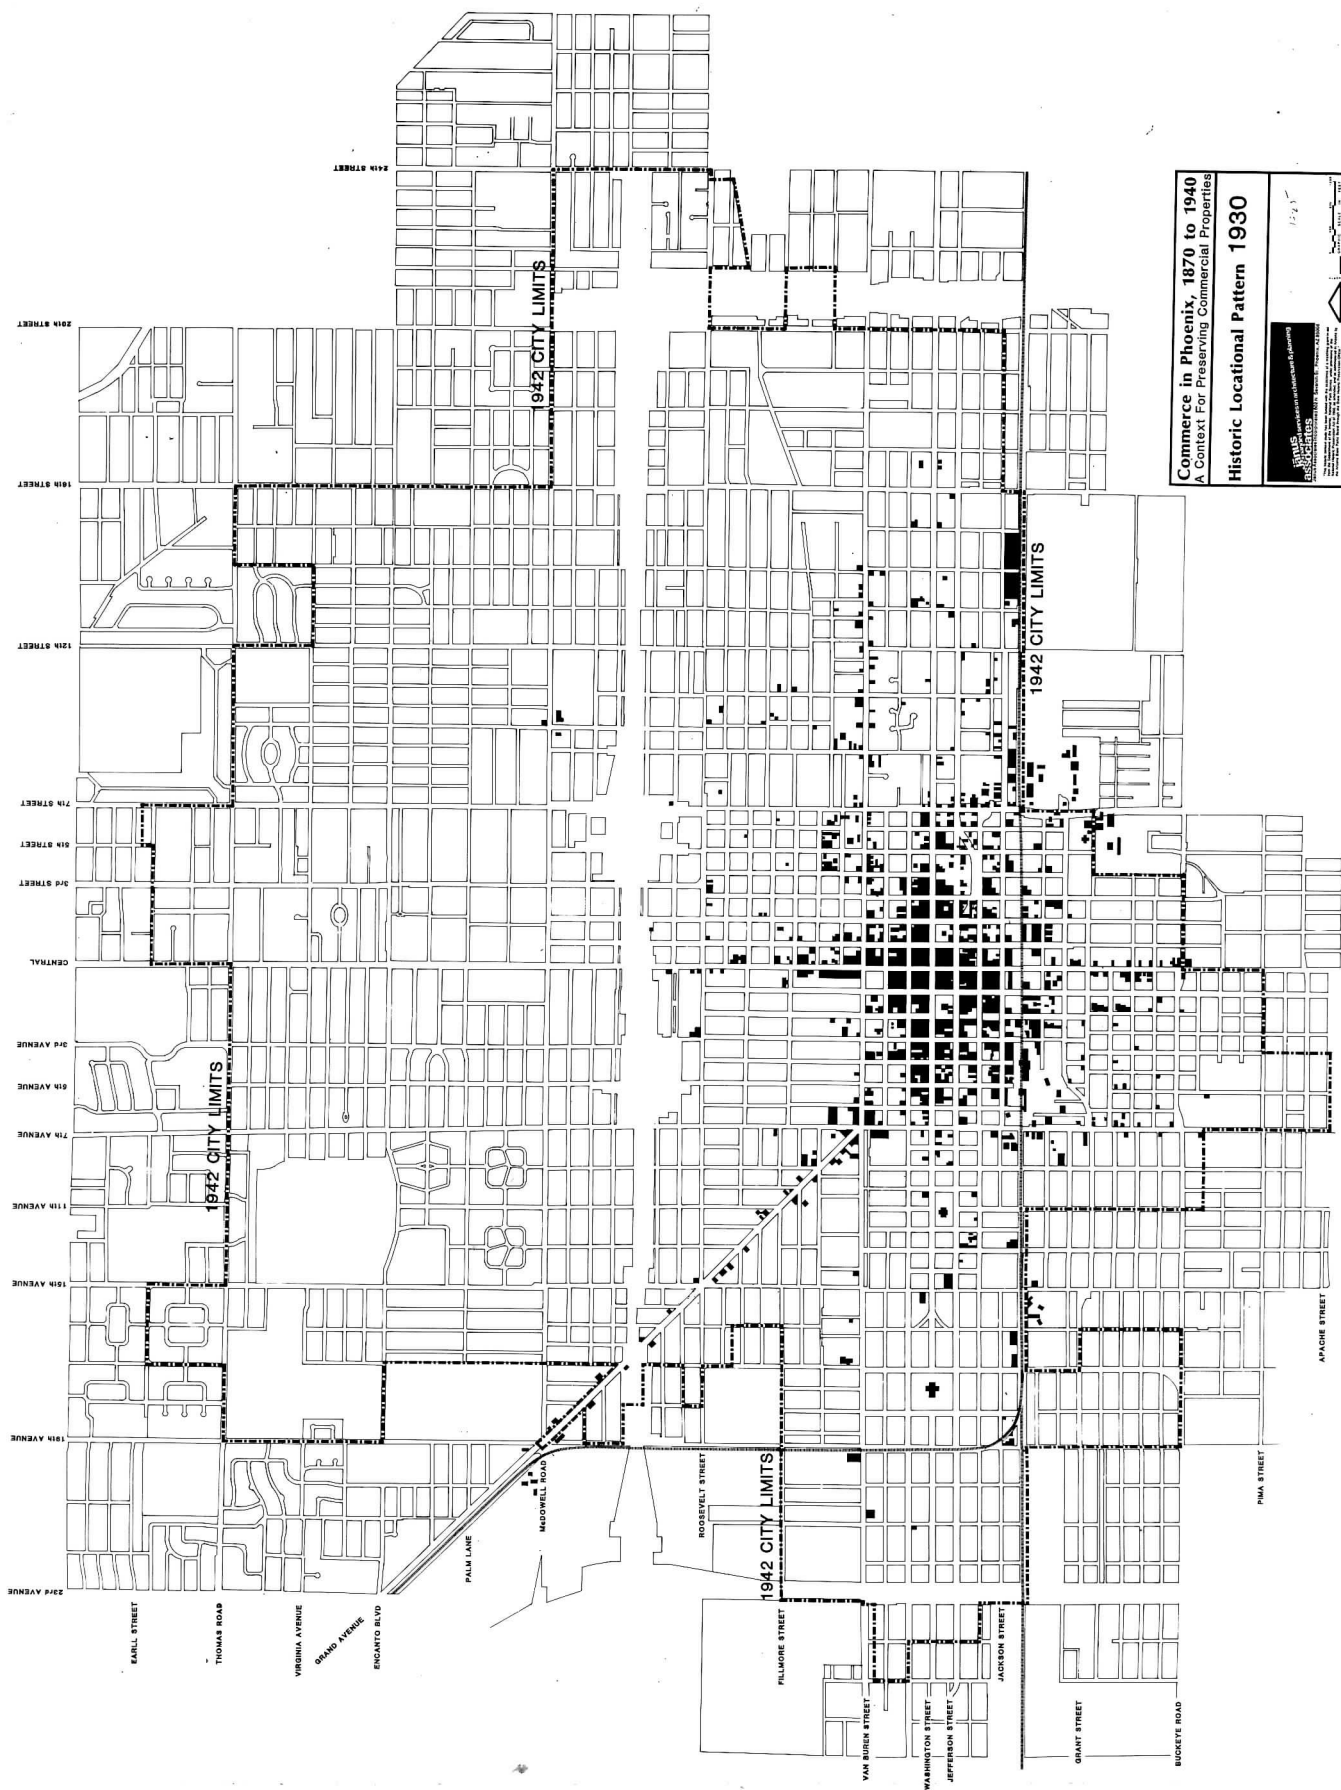 24th STREET
20th STREET
16th STREET
12th STREET
7th STREET
5th STREET
3rd STREET
CENTRAL
3rd AVENUE
5th AVENUE
7th AVENUE
11th AVENUE
15th AVENUE
19th AVENUE
23rd AVENUE
1942 CITY LIMITS
1942 CITY LIMITS
1942 CITY LIMITS
1942 CITY LIMITS
EARLL STREET
THOMAS ROAD
VIRGINIA AVENUE
GRAND AVENUE
ENCANTO BLVD
PALM LANE
McDOWELL ROAD
ROOSEVELT STREET
FILLMORE STREET
VAN BUREN STREET
WASHINGTON STREET
JEFFERSON STREET
JACKSON STREET
GRANT STREET
BUCKEYE ROAD
PIMA STREET
APACHE STREET
Commerce in Phoenix, 1870 to 1940
A Context For Preserving Commercial Properties
Historic Locational Pattern 1930
janus
associates